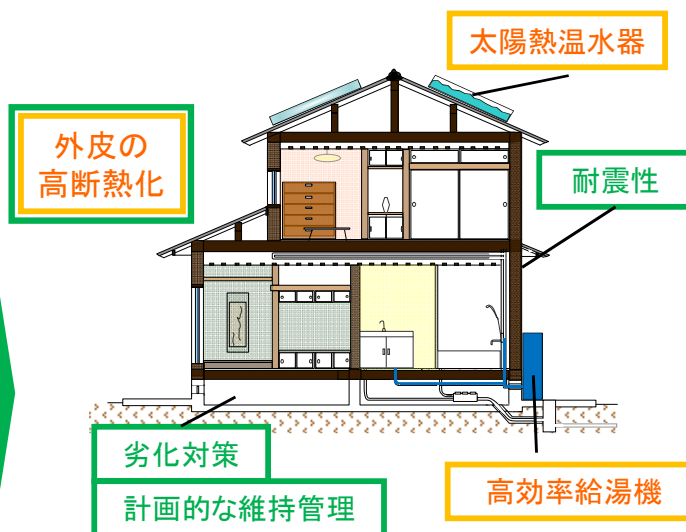 太陽熱温水器
外皮の
高断熱化
耐震性
劣化対策
計画的な維持管理
高効率給湯機